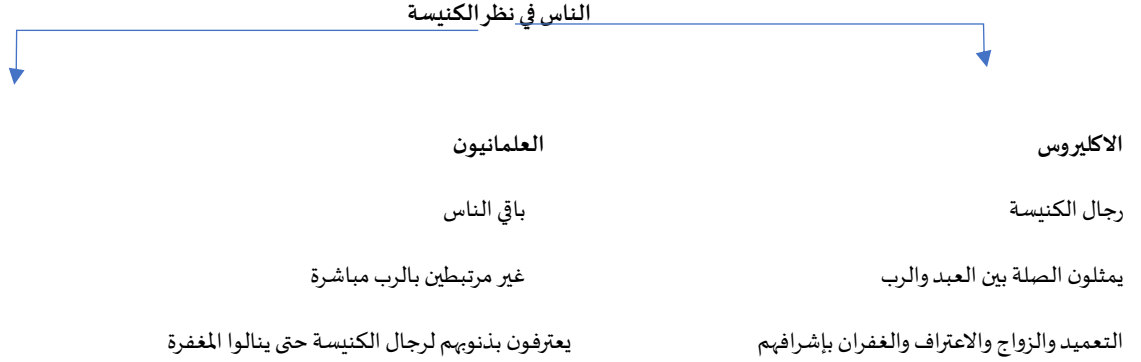 الناس في نظر الكنيسة
الاكليروس العلمانيون
رجال الكنيسة باقي الناس
يمثلون الصلة بين العبد والرب غير مرتبطين بالرب مباشرة
التعميد والزواج والاعتراف والغفران بإشرافهم يعترفون بذنوبهم لرجال الكنيسة حتى ينالوا المغفرة